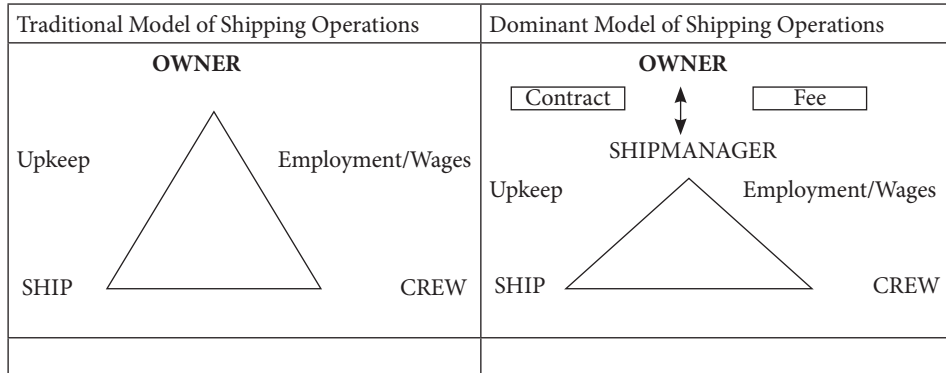 Traditional Model of Shipping Operations
Dominant Model of Shipping Operations
OWNER
Upkeep
Employment/Wages
SHIP
CREW
OWNER
Contract
Fee
SHIPMANAGER
Upkeep
Employment/Wages
SHIP
CREW